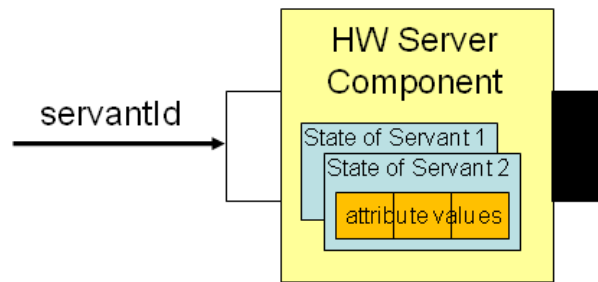 HW Server
Component
servantId
State of Servant 1
State of Servant 2
attribute values